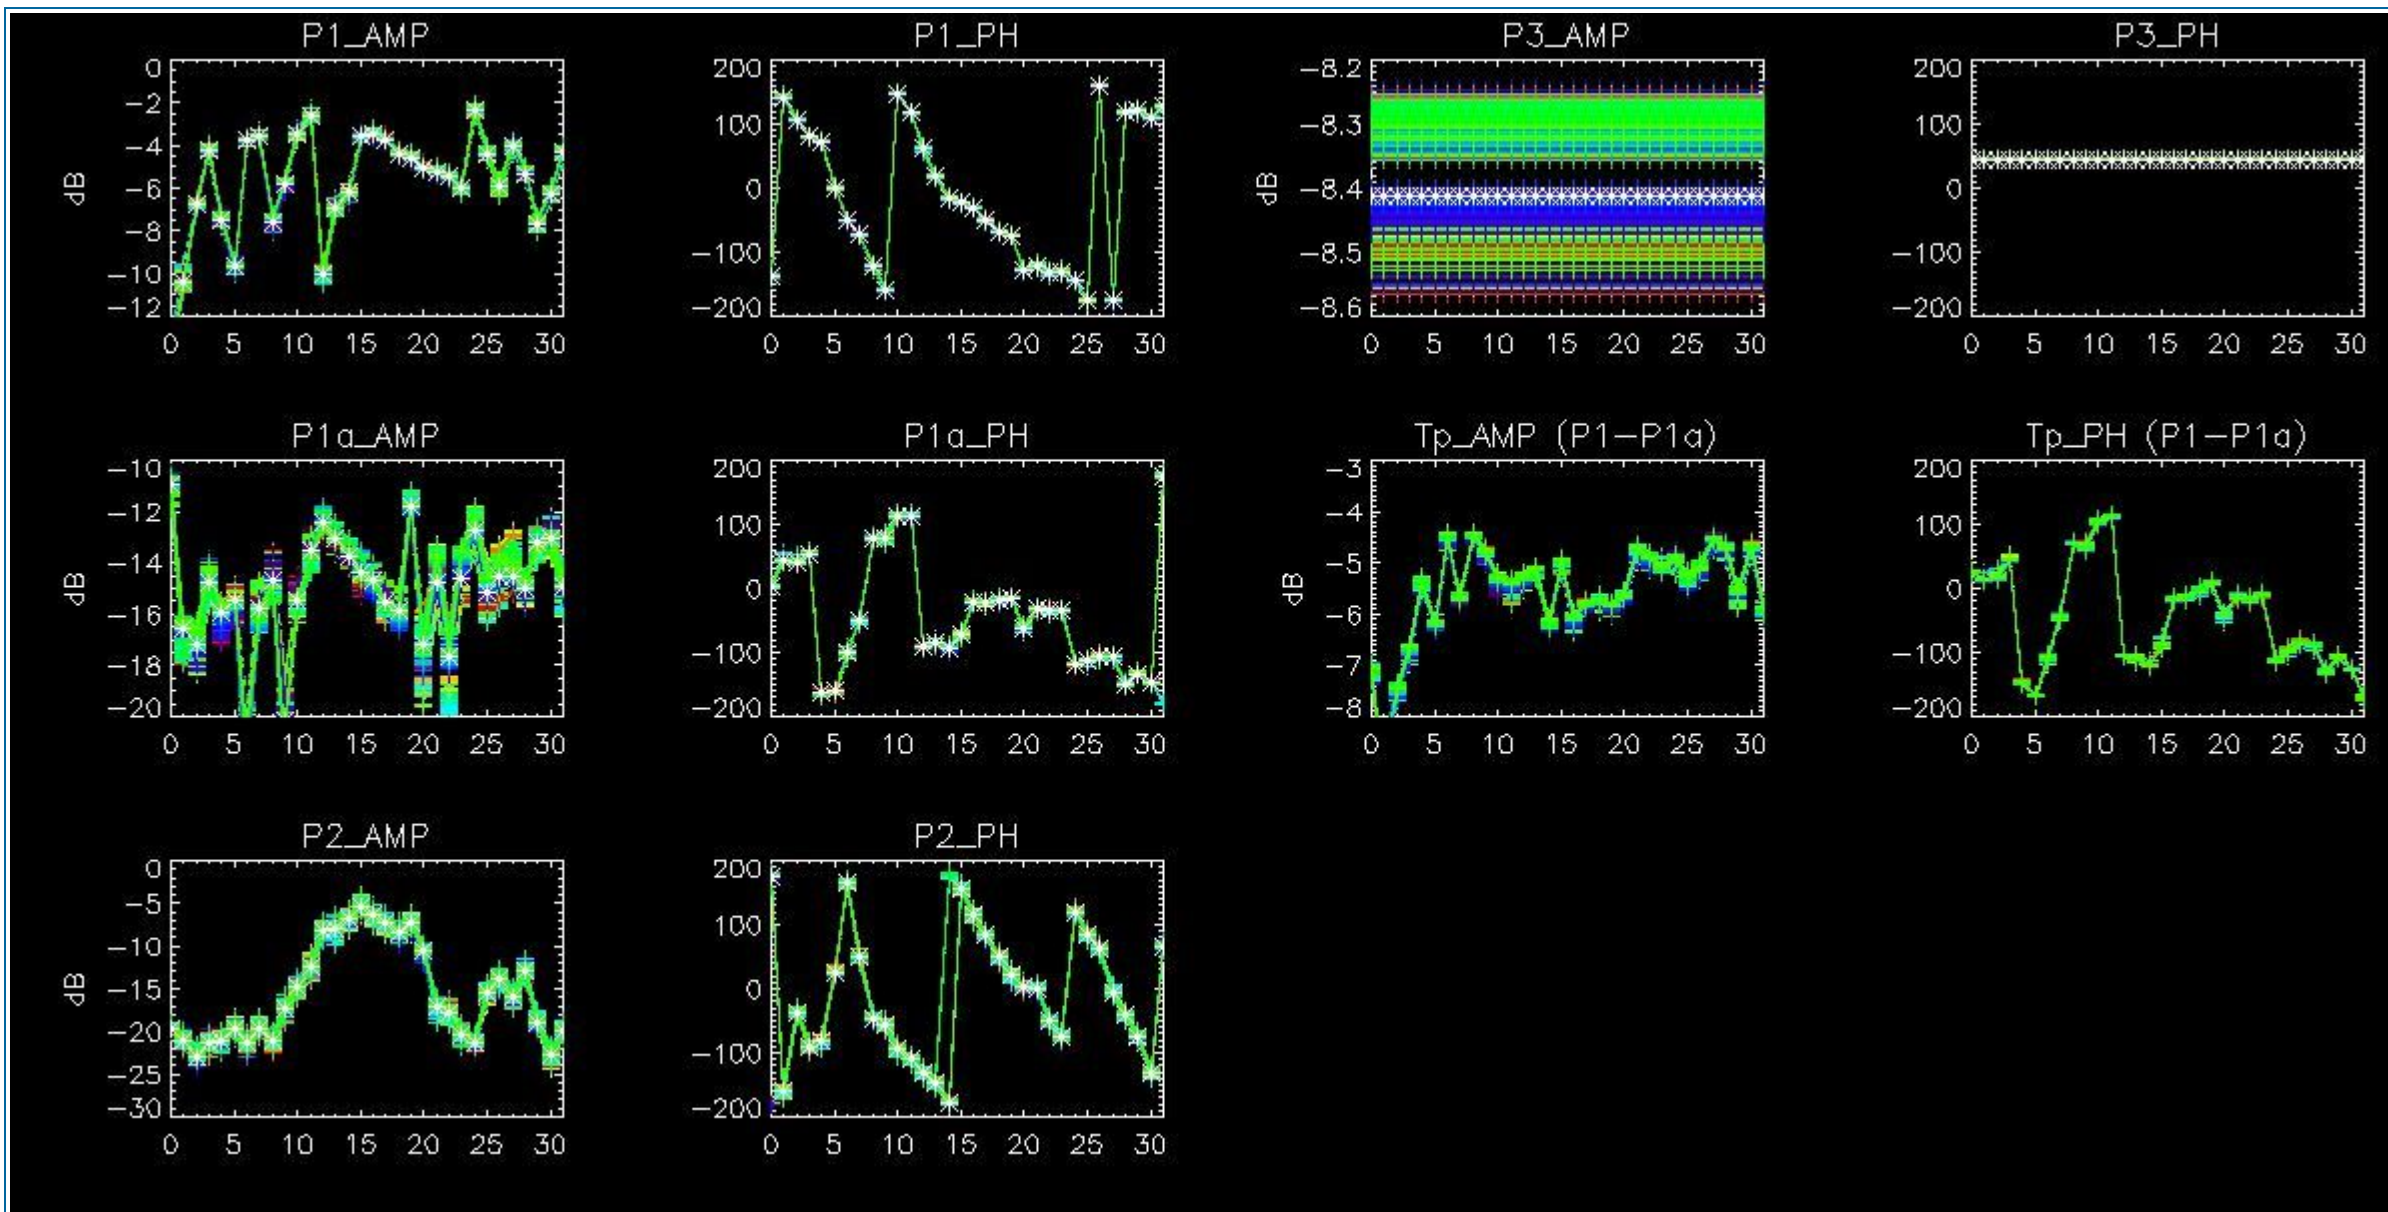 P1_AMP P1_PH P3_AMP P3_PH
0 200 -8.2 200
-2
100 -8.3 100
-4
dB -6 0 dB -8.4 0
-8
-100 -8.5 -100
-10
-12 -200 -8.6 -200
0 5 10 15 20 25 30 0 5 10 15 20 25 30 0 5 10 15 20 25 30 0 5 10 15 20 25 30
P1a_AMP P1a_PH Tp_AMP (P1-P1a) Tp_PH (P1-P1a)
-10 200 -3 200
-12 100 -4 100
-14
dB 0 dB -5 0
-16 -6
-18 -100 -7 -100
-20 -200 -8 -200
0 5 10 15 20 25 30 0 5 10 15 20 25 30 0 5 10 15 20 25 30 0 5 10 15 20 25 30
P2_AMP P2_PH
0 200
-5
100
-10
dB -15 0
-20
-100
-25
-30 -200
0 5 10 15 20 25 30 0 5 10 15 20 25 30